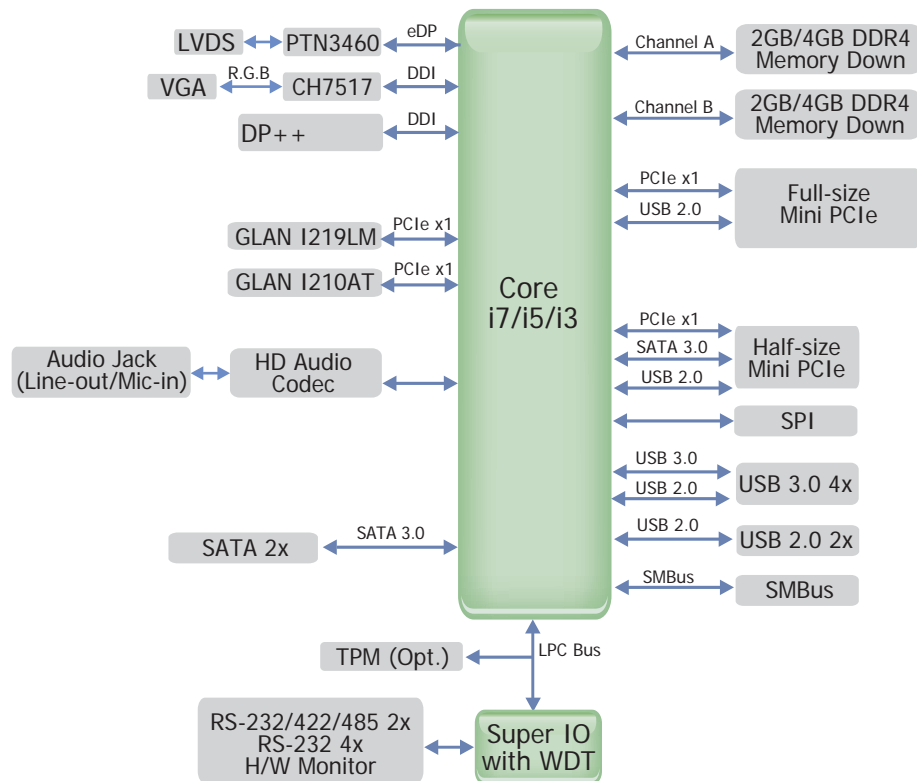 LVDS
PTN3460
eDP
VGA
R.G.B
CH7517
DDI
DP++
DDI
GLAN I219LM
PCIe x1
GLAN I210AT
PCIe x1
Audio Jack
(Line-out/Mic-in)
HD Audio
Codec
SATA 2x
SATA 3.0
Core
i7/i5/i3
Channel A
2GB/4GB DDR4
Memory Down
Channel B
2GB/4GB DDR4
Memory Down
PCIe x1
USB 2.0
Full-size
Mini PCIe
PCIe x1
SATA 3.0
USB 2.0
Half-size
Mini PCIe
SPI
USB 3.0
USB 2.0
USB 3.0 4x
USB 2.0
USB 2.0 2x
SMBus
SMBus
TPM (Opt.)
LPC Bus
RS-232/422/485 2x
RS-232 4x
H/W Monitor
Super IO
with WDT